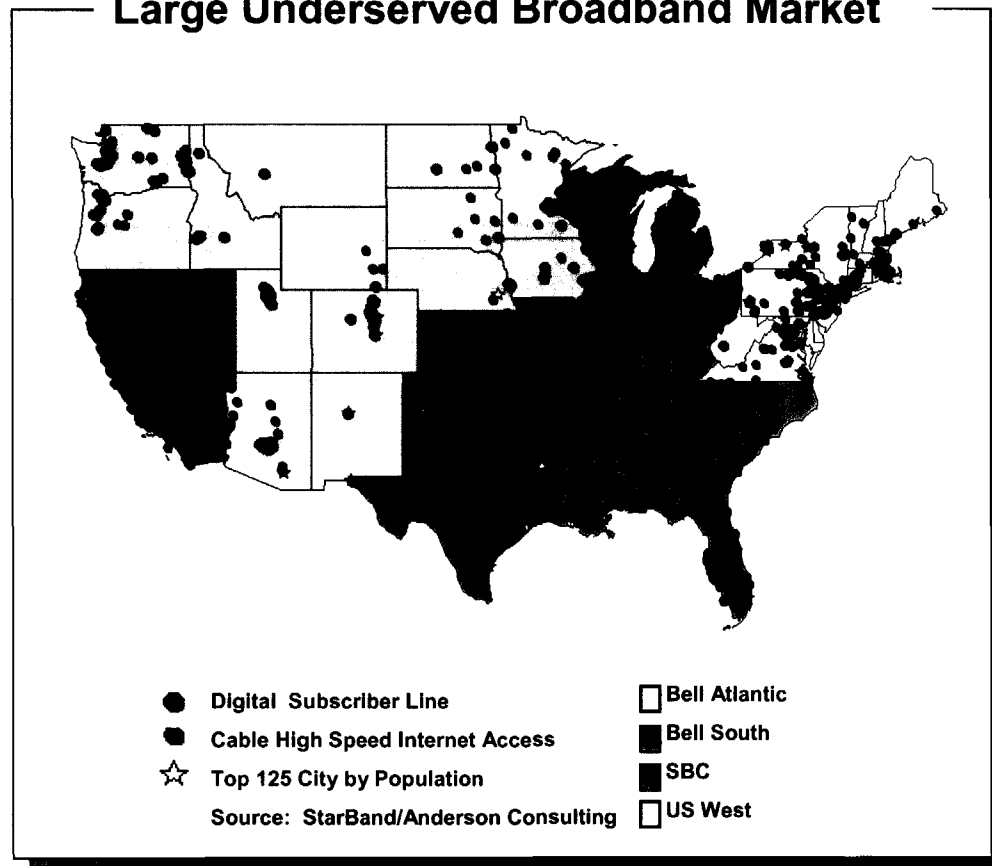 Large Underserved Broadband Market
Digital Subscriber Line
Cable High Speed Internet Access
Top 125 City by Population
Source: StarBand/Anderson Consulting
Bell Atlantic
Bell South
SBC
US West